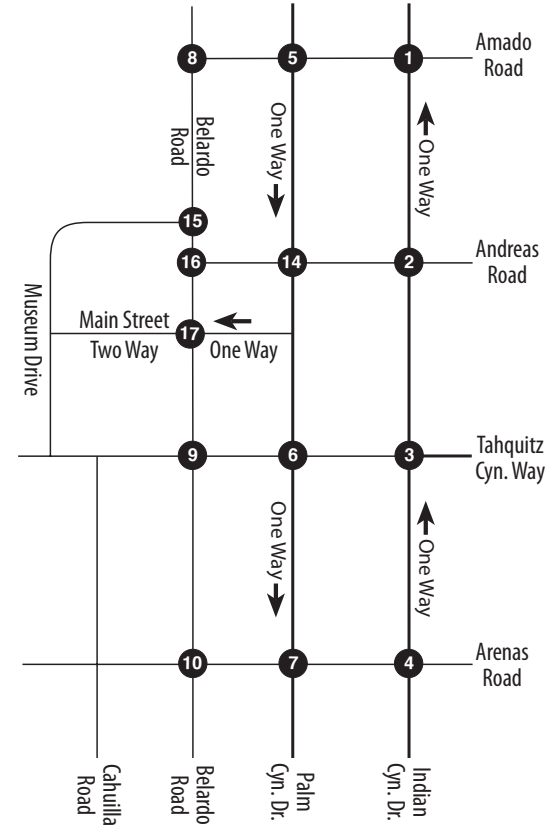 Amado
Road
8
5
1
One Way
One Way
Belardo
Road
15
16
14
2
Andreas
Road
Museum Drive
Main Street
17
Two Way
One Way
9
6
3
Tahquitz
Cyn. Way
One Way
One Way
10
7
4
Arenas
Road
Cahuilla
Road
Belardo
Road
Palm
Cyn. Dr.
Indian
Cyn. Dr.